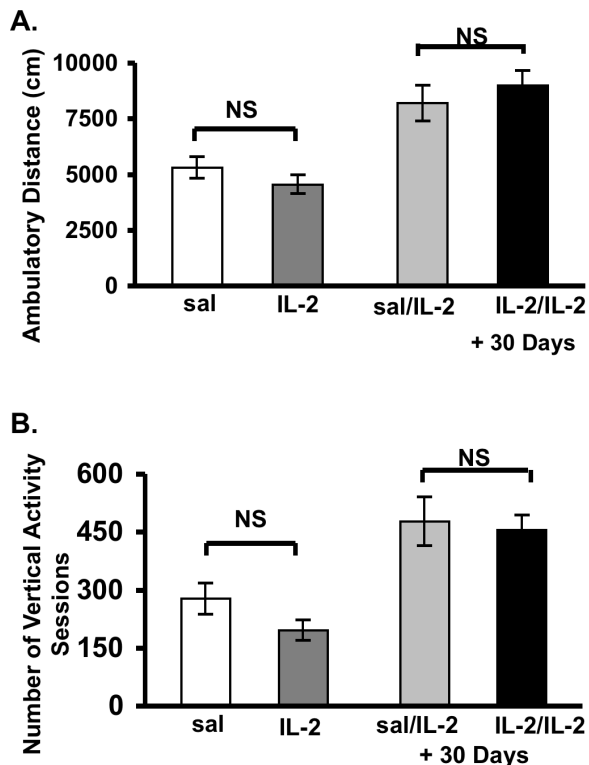 A.
NS
NS
10000
7500
5000
2500
0
Ambulatory Distance (cm)
sal
IL-2
sal/IL-2
IL-2/IL-2
+ 30 Days
B.
NS
NS
600
450
300
150
0
Number of Vertical Activity
Sessions
sal
IL-2
sal/IL-2
IL-2/IL-2
+ 30 Days